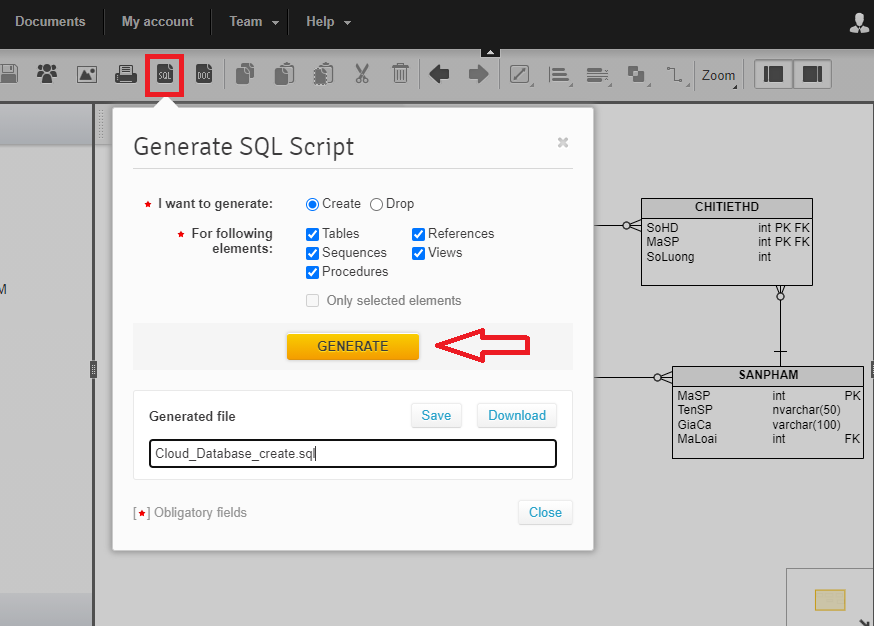 Documents
My account
Team
Help
SQL
DOC
Zoom
Generate SQL Script
I want to generate:
Create
Drop
For following
elements:
Tables
References
Sequences
Views
Procedures
Only selected elements
GENERATE
Generated file
Save
Download
Cloud_Database_create.sql
[★] Obligatory fields
Close
M
CHITIETHD
SoHD int PK FK
MaSP int PK FK
SoLuong int
SANPHAM
MaSP int PK
TenSP nvarchar(50)
GiaCa varchar(100)
MaLoai int FK